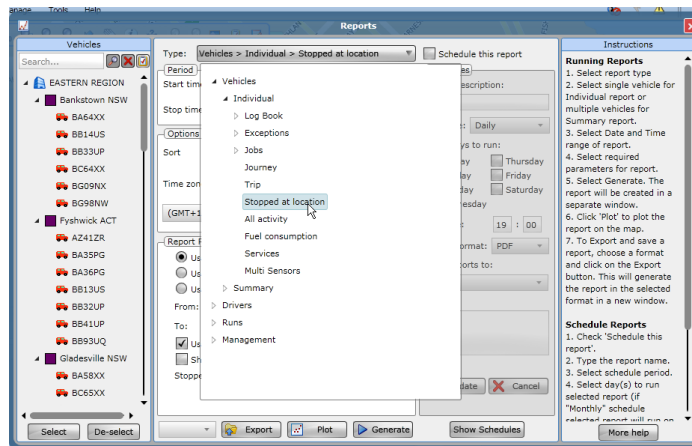 anage Tools Help
Reports
Vehicles
Search...
EASTERN REGION
Bankstown NSW
BA64XX
BB14US
BB33UP
BC64XX
BG09NX
BG98NW
Fyshwick ACT
AZ41ZR
BA35PG
BA36PG
BB13US
BB32UP
BB41UP
BB93UQ
Gladesville NSW
BA58XX
BC65XX
Select De-select
Type: Vehicles > Individual > Stopped at location Schedule this report
Period
Start tim
Stop time
Options
Sort
Time zon
(GMT+1
Report P
Us
Us
Us
From:
To:
Us
Sh
Stoppe
Vehicles
Individual
Log Book
Exceptions
Jobs
Journey
Trip
Stopped at location
All activity
Fuel consumption
Services
Multi Sensors
Summary
Drivers
Runs
Management
es
escription:
: Daily
ys to run:
ay Thursday
ay Friday
day Saturday
esday
: 19 : 00
ormat: PDF
orts to:
date Cancel
Export Plot Generate Show Schedules
Instructions
Running Reports
1. Select report type
2. Select single vehicle for
Individual report or
multiple vehicles for
Summary report.
3. Select Date and Time
range of report.
4. Select required
parameters for report.
5. Select Generate. The
report will be created in a
separate window.
6. Click 'Plot' to plot the
report on the map.
7. To Export and save a
report, choose a format
and click on the Export
button. This will generate
the report in the selected
format in a new window.
Schedule Reports
1. Check 'Schedule this
report'.
2. Type the report name.
3. Select schedule period.
4. Select day(s) to run
selected report (if
"Monthly" schedule
selected report will run on
More help